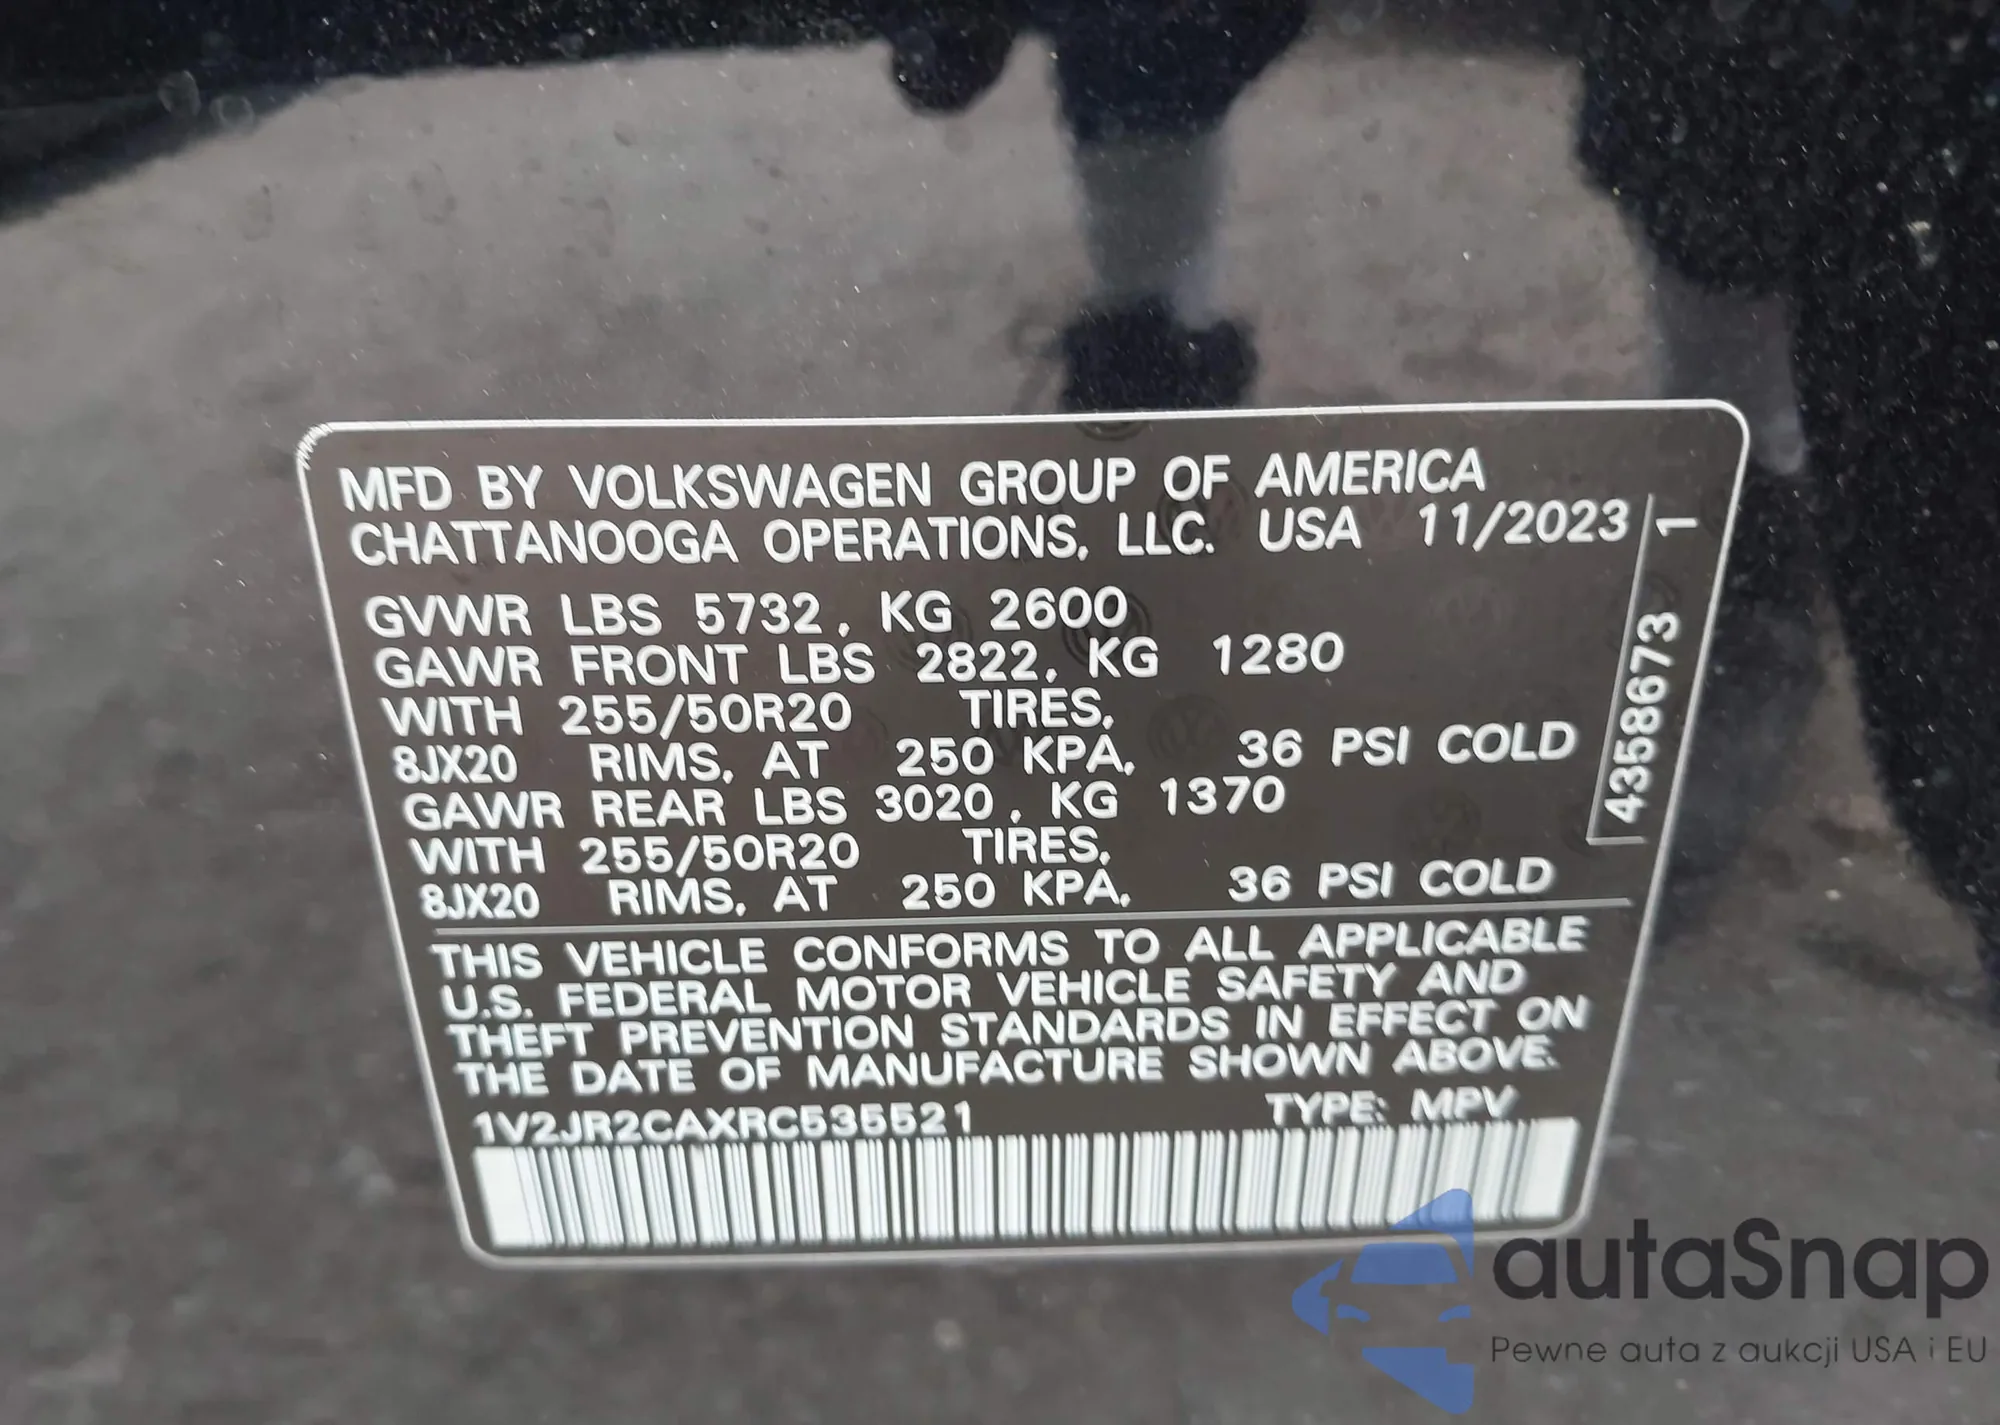 MFD BY VOLKSWAGEN GROUP OF AMERICA
CHATTANOOGA OPERATIONS, LLC. USA 11/2023
GVWR LBS 5732, KG 2600
GAWR FRONT LBS 2822, KG 1280
WITH 255/50R20 TIRES,
8JX20 RIMS, AT 250 KPA, 36 PSI COLD
GAWR REAR LBS 3020, KG 1370
WITH 255/50R20 TIRES,
8JX20 RIMS, AT 250 KPA, 36 PSI COLD
4358673 1
THIS VEHICLE CONFORMS TO ALL APPLICABLE
U.S. FEDERAL MOTOR VEHICLE SAFETY AND
THEFT PREVENTION STANDARDS IN EFFECT ON
THE DATE OF MANUFACTURE SHOWN ABOVE.
1V2JR2CAXRC535521 TYPE: MPV
autaSnap
Pewne auta z aukcji USA i EU